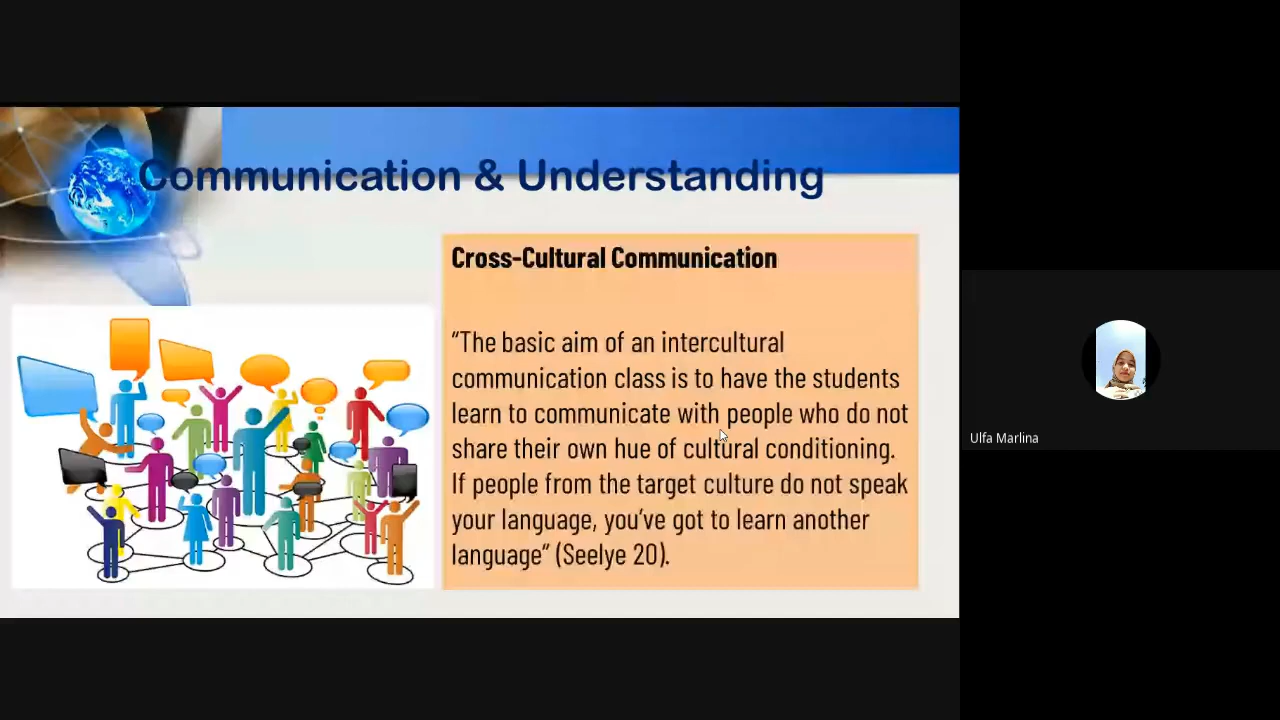 Communication & Understanding
Cross-Cultural Communication
“The basic aim of an intercultural
communication class is to have the students
learn to communicate with people who do not
share their own hue of cultural conditioning.
If people from the target culture do not speak
your language, you’ve got to learn another
language” (Seelye 20).
Ulfa Marlina